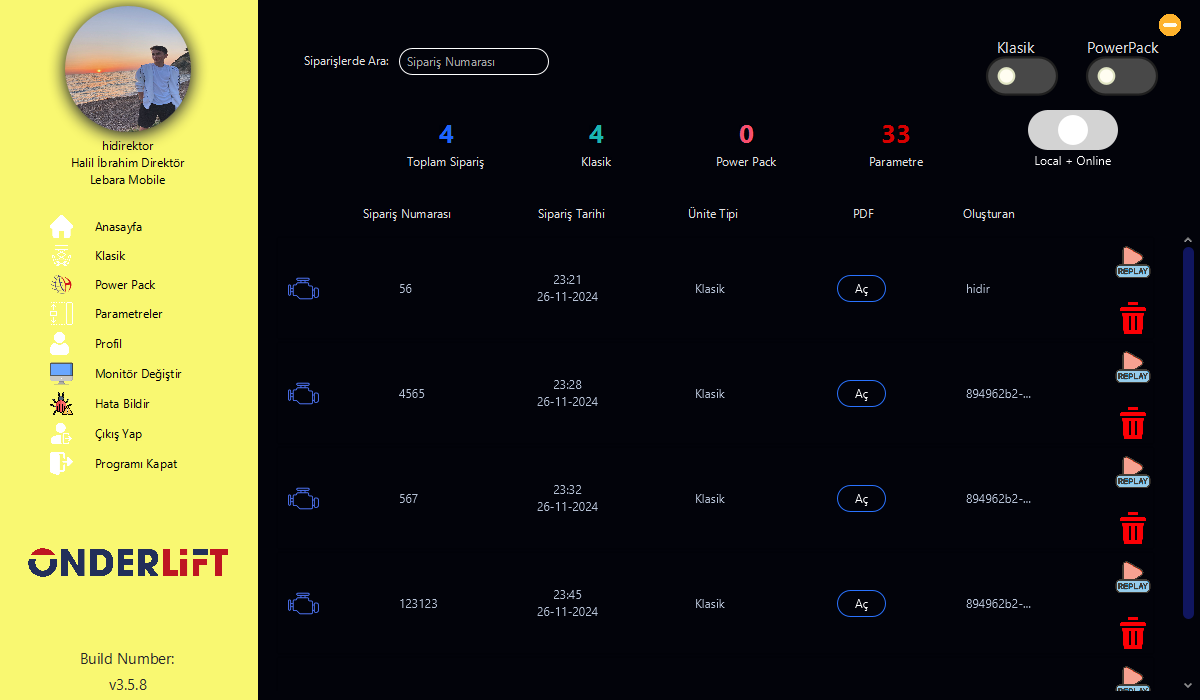 hidirektor
Halil İbrahim Direktör
Lebara Mobile
Anasayfa
Klasik
Power Pack
Parametreler
Profil
Monitör Değiştir
Hata Bildir
Çıkış Yap
Programı Kapat
ONDERLiFT
Build Number:
v3.5.8
Siparişlerde Ara:
Sipariş Numarası
Klasik
PowerPack
4
4
0
33
Toplam Sipariş
Klasik
Power Pack
Parametre
Local + Online
Sipariş Numarası
Sipariş Tarihi
Ünite Tipi
PDF
Oluşturan
56
23:21
26-11-2024
Klasik
Aç
hidir
REPLAY
4565
23:28
26-11-2024
Klasik
Aç
894962b2-...
REPLAY
567
23:32
26-11-2024
Klasik
Aç
894962b2-...
REPLAY
123123
23:45
26-11-2024
Klasik
Aç
894962b2-...
REPLAY
REPLAY